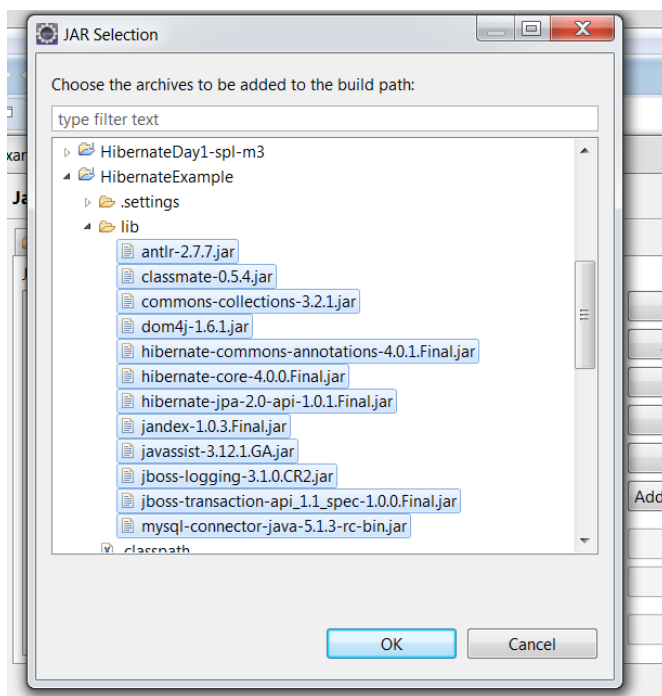 JAR Selection
Choose the archives to be added to the build path:
type filter text
HibernateDay1-spl-m3
HibernateExample
.settings
lib
antlr-2.7.7.jar
classmate-0.5.4.jar
commons-collections-3.2.1.jar
dom4j-1.6.1.jar
hibernate-commons-annotations-4.0.1.Final.jar
hibernate-core-4.0.0.Final.jar
hibernate-jpa-2.0-api-1.0.1.Final.jar
jandex-1.0.3.Final.jar
javassist-3.12.1.GA.jar
jboss-logging-3.1.0.CR2.jar
jboss-transaction-api_1.1_spec-1.0.0.Final.jar
mysql-connector-java-5.1.3-rc-bin.jar
.classpath
Add
OK
Cancel